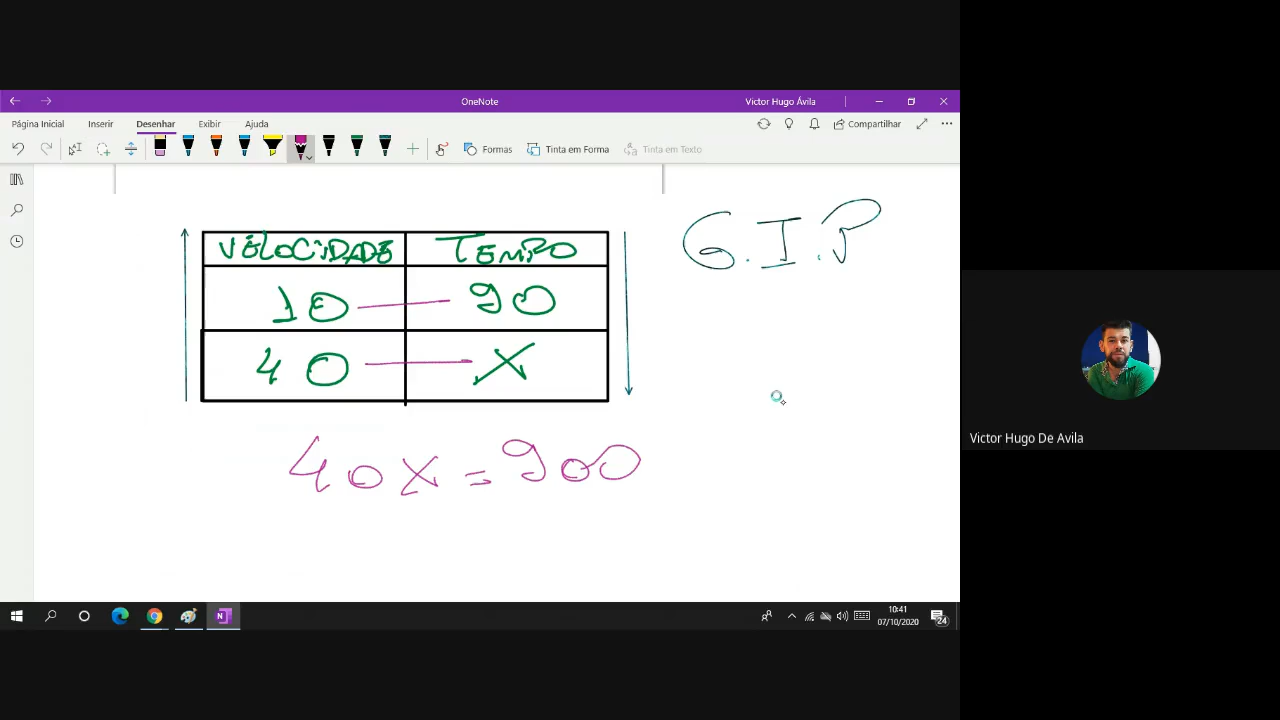 OneNote
Victor Hugo Ávila
Página Inicial Inserir Desenhar Exibir Ajuda
Compartilhar
Formas Tinta em Forma Tinta em Texto
VELOCIDADE TEMPO
10 90
40 X
G.I.P
40X=900
Victor Hugo De Avila
10:41
07/10/2020
24